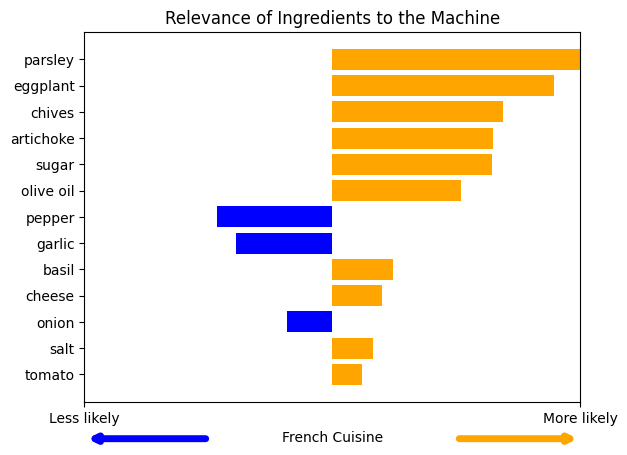 Relevance of Ingredients to the Machine
parsley
eggplant
chives
artichoke
sugar
olive oil
pepper
garlic
basil
cheese
onion
salt
tomato
Less likely
More likely
French Cuisine